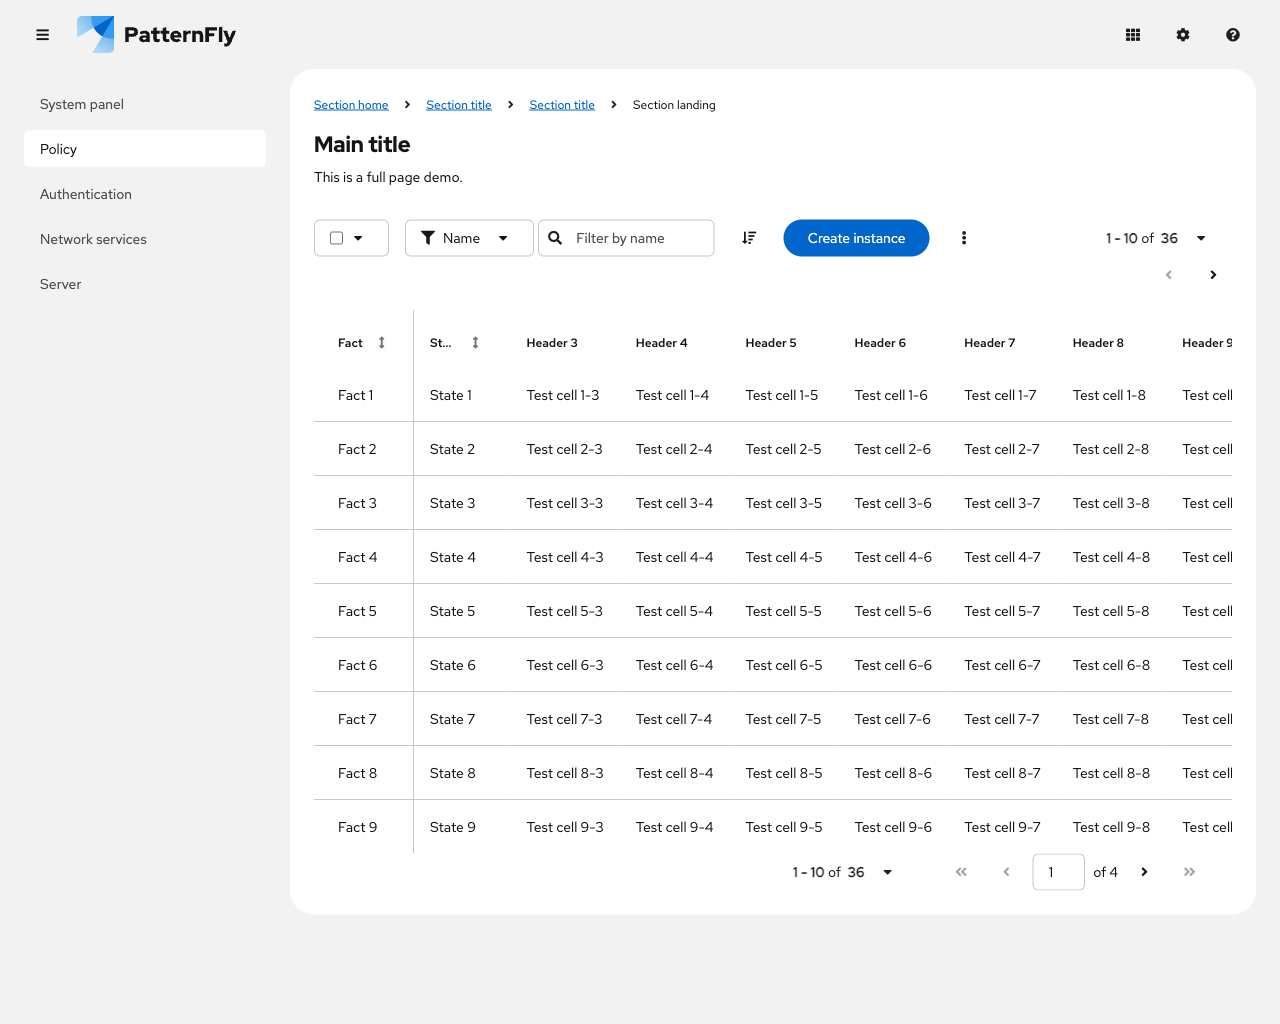 PatternFly
System panel
Policy
Authentication
Network services
Server
Section home Section title Section title Section landing
Main title
This is a full page demo.
Name Filter by name Create instance 1 - 10 of 36
Fact St... Header 3 Header 4 Header 5 Header 6 Header 7 Header 8 Header 9
Fact 1 State 1 Test cell 1-3 Test cell 1-4 Test cell 1-5 Test cell 1-6 Test cell 1-7 Test cell 1-8 Test cell
Fact 2 State 2 Test cell 2-3 Test cell 2-4 Test cell 2-5 Test cell 2-6 Test cell 2-7 Test cell 2-8 Test cell
Fact 3 State 3 Test cell 3-3 Test cell 3-4 Test cell 3-5 Test cell 3-6 Test cell 3-7 Test cell 3-8 Test cell
Fact 4 State 4 Test cell 4-3 Test cell 4-4 Test cell 4-5 Test cell 4-6 Test cell 4-7 Test cell 4-8 Test cell
Fact 5 State 5 Test cell 5-3 Test cell 5-4 Test cell 5-5 Test cell 5-6 Test cell 5-7 Test cell 5-8 Test cell
Fact 6 State 6 Test cell 6-3 Test cell 6-4 Test cell 6-5 Test cell 6-6 Test cell 6-7 Test cell 6-8 Test cell
Fact 7 State 7 Test cell 7-3 Test cell 7-4 Test cell 7-5 Test cell 7-6 Test cell 7-7 Test cell 7-8 Test cell
Fact 8 State 8 Test cell 8-3 Test cell 8-4 Test cell 8-5 Test cell 8-6 Test cell 8-7 Test cell 8-8 Test cell
Fact 9 State 9 Test cell 9-3 Test cell 9-4 Test cell 9-5 Test cell 9-6 Test cell 9-7 Test cell 9-8 Test cell
1 - 10 of 36 1 of 4